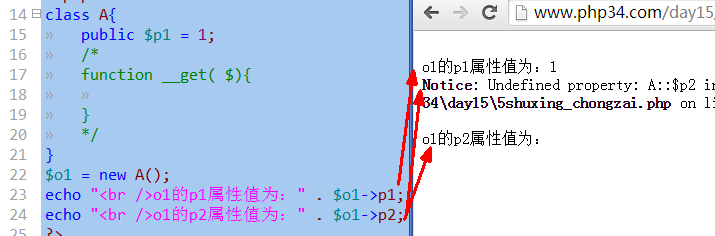 14 class A{
15 » public $p1 = 1;
16 » /*
17 » function __get( $){
18 » »
19 » }
20 » */
21 }
22 $o1 = new A();
23 echo "<br />o1的p1属性值为：" . $o1->p1;
24 echo "<br />o1的p2属性值为：" . $o1->p2;
25 ?>
www.php34.com/day15/
o1的p1属性值为：1
Notice: Undefined property: A::$p2 in
34\day15\5shuxing_chongzai.php on li
o1的p2属性值为：